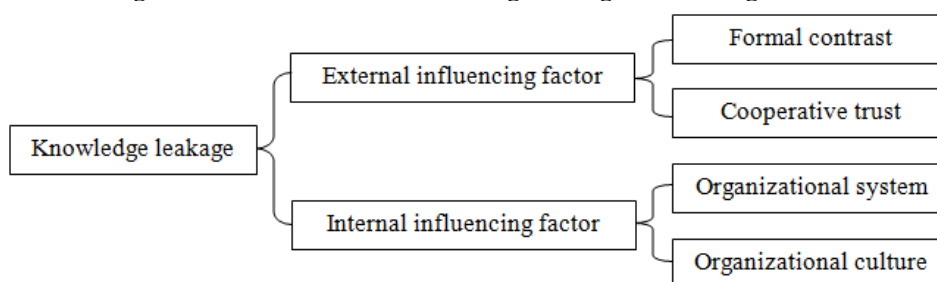 Formal contrast
External influencing factor
Cooperative trust
Knowledge leakage
Organizational system
Internal influencing factor
Organizational culture